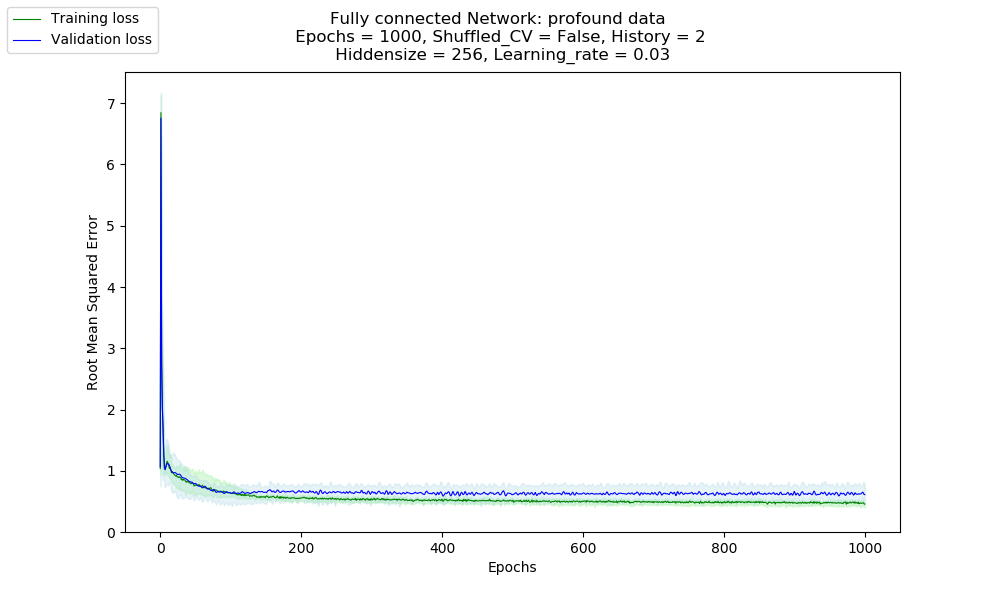 Training loss
Validation loss
Fully connected Network: profound data
Epochs = 1000, Shuffled_CV = False, History = 2
Hiddensize = 256, Learning_rate = 0.03
Root Mean Squared Error
7
6
5
4
3
2
1
0
0 200 400 600 800 1000
Epochs